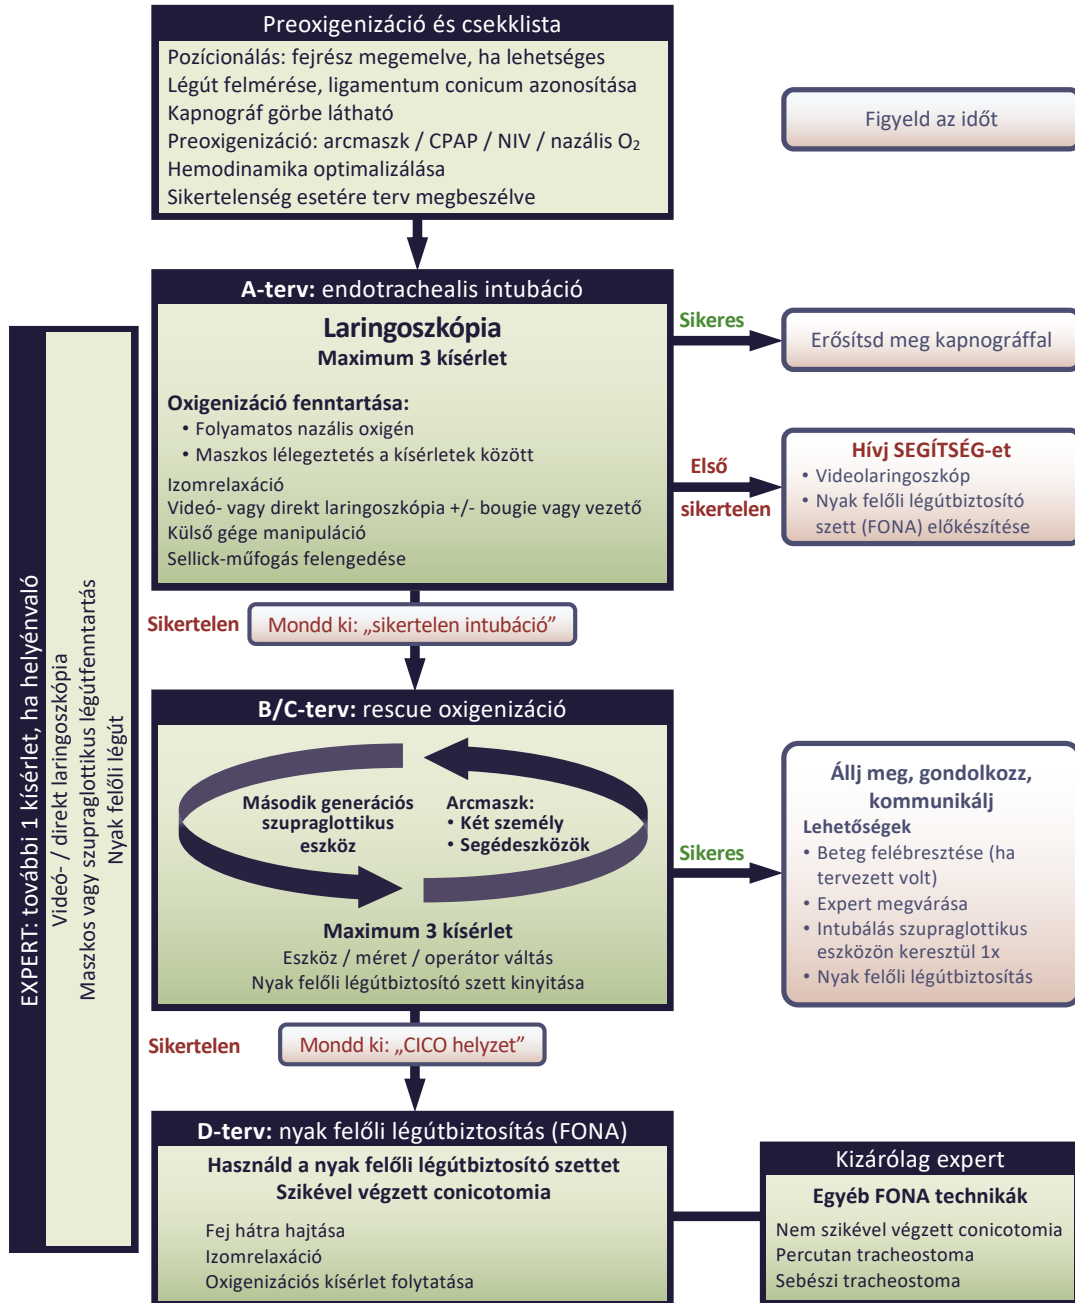 Preoxigenizáció és csekklista
Pozícionálás: fejrész megemelve, ha lehetséges
Légút felmérése, ligamentum conicum azonosítása
Kapnográf görbe látható
Preoxigenizáció: arcmaszk / CPAP / NIV / nazális O₂
Hemodinamika optimalizálása
Sikertelenség esetére terv megbeszélve
Figyeld az időt
A-terv: endotrachealis intubáció
Laringoszkópia
Maximum 3 kísérlet
Oxigenizáció fenntartása:
• Folyamatos nazális oxigén
• Maszkos lélegeztetés a kísérletek között
Izomrelaxáció
Videó- vagy direkt laringoszkópia +/- bougie vagy vezető
Külső gége manipuláció
Sellick-műfogás felengedése
Sikeres
Erősítsd meg kapnográffal
Első
sikertelen
Hívj SEGÍTSÉG-et
• Videolaringoszkóp
• Nyak felőli légútbiztosító
szett (FONA) előkészítése
Sikertelen
Mondd ki: „sikertelen intubáció”
EXPERT: további 1 kísérlet, ha helyénvaló
Videó- / direkt laringoszkópia
Maszkos vagy szupraglottikus légútfenntartás
Nyak felőli légút
B/C-terv: rescue oxigenizáció
Második generációs
szupraglottikus
eszköz
Arcmaszk:
• Két személy
• Segédeszközök
Maximum 3 kísérlet
Eszköz / méret / operátor váltás
Nyak felőli légútbiztosító szett kinyitása
Sikeres
Állj meg, gondolkozz,
kommunikálj
Lehetőségek
• Beteg felébresztése (ha
tervezett volt)
• Expert megvárása
• Intubálás szupraglottikus
eszközön keresztül 1x
• Nyak felőli légútbiztosítás
Sikertelen
Mondd ki: „CICO helyzet”
D-terv: nyak felőli légútbiztosítás (FONA)
Használd a nyak felőli légútbiztosító szettet
Szikével végzett conicotomia
Fej hátra hajtása
Izomrelaxáció
Oxigenizációs kísérlet folytatása
Kizárólag expert
Egyéb FONA technikák
Nem szikével végzett conicotomia
Percutan tracheostoma
Sebészi tracheostoma